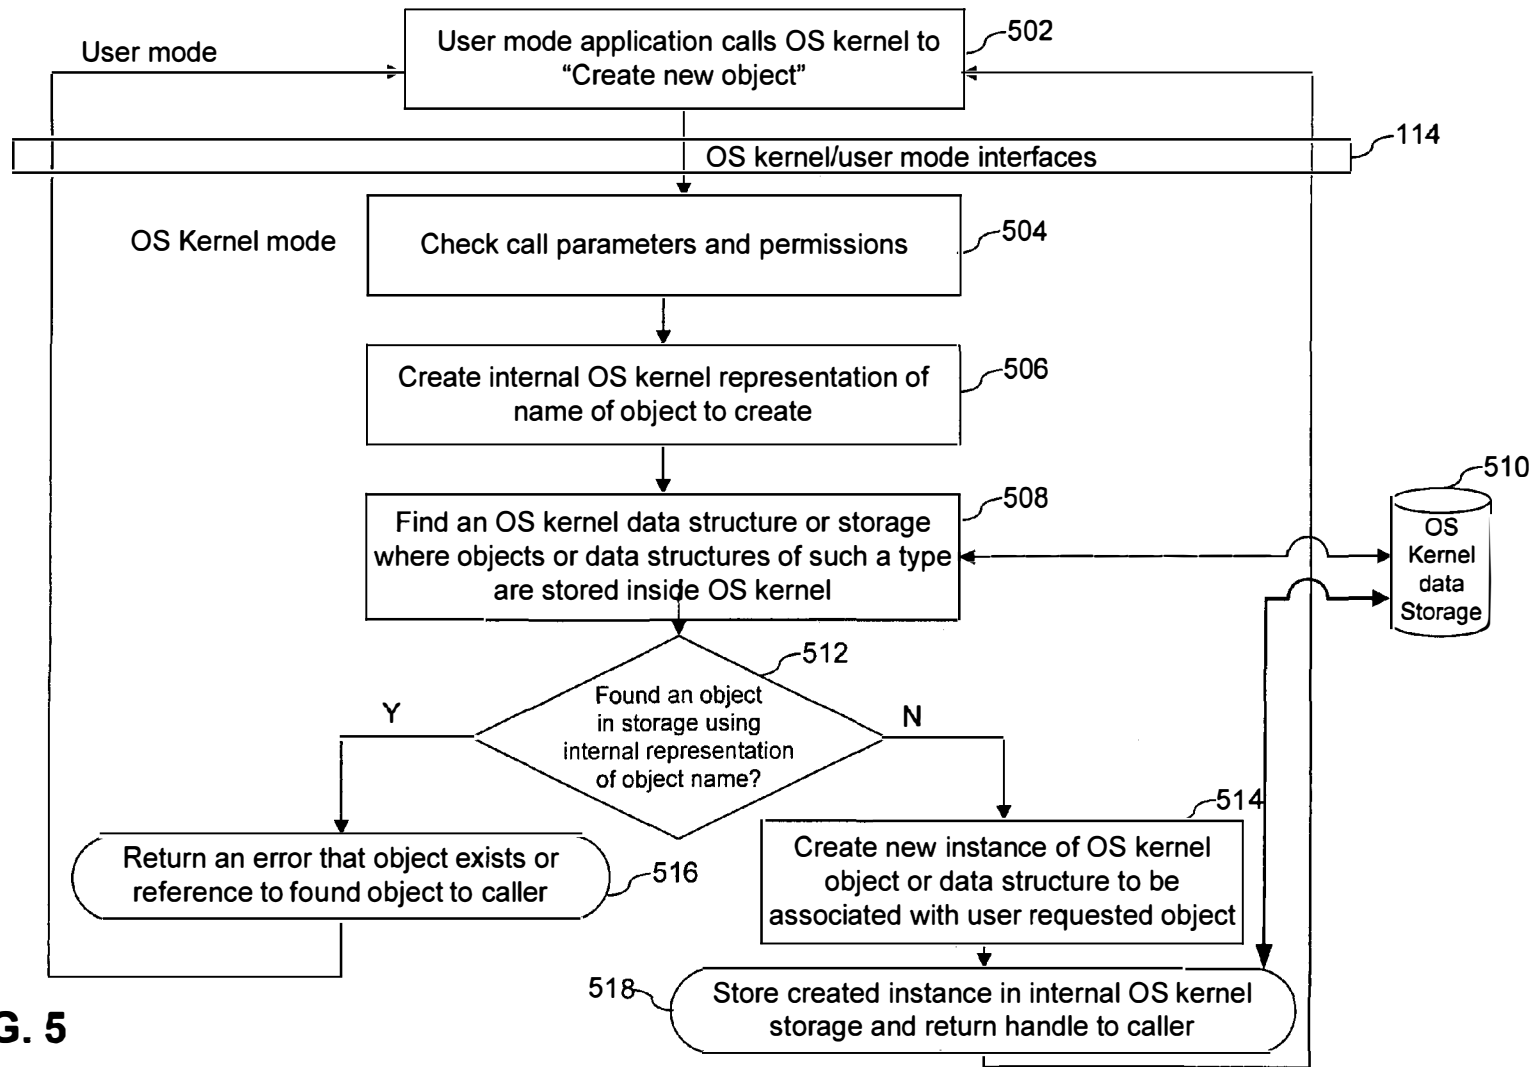 User mode application calls OS kernel to
“Create new object”
502
User mode
OS kernel/user mode interfaces
114
OS Kernel mode
Check call parameters and permissions
504
Create internal OS kernel representation of
name of object to create
506
Find an OS kernel data structure or storage
where objects or data structures of such a type
are stored inside OS kernel
508
510
OS
Kernel
data
Storage
512
Found an object
in storage using
internal representation
of object name?
Y
N
514
Return an error that object exists or
reference to found object to caller
516
Create new instance of OS kernel
object or data structure to be
associated with user requested object
518
Store created instance in internal OS kernel
storage and return handle to caller
G. 5